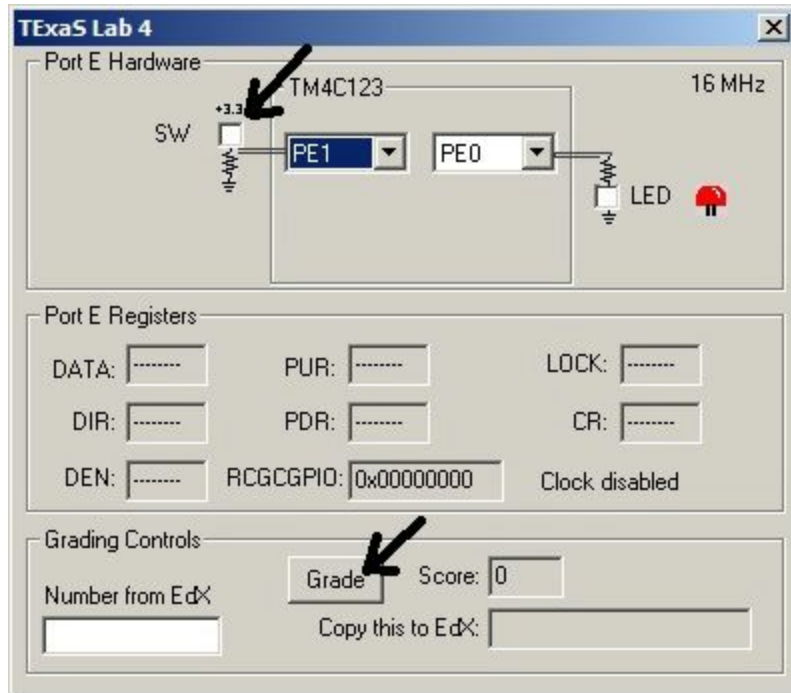 TExaS Lab 4
Port E Hardware
TM4C123
16 MHz
+3.3
SW
PE1
PE0
LED
Port E Registers
DATA: --------
PUR: --------
LOCK: --------
DIR: --------
PDR: --------
CR: --------
DEN: --------
RCGCGPIO: 0x00000000
Clock disabled
Grading Controls
Number from EdX
Grade
Score: 0
Copy this to EdX: